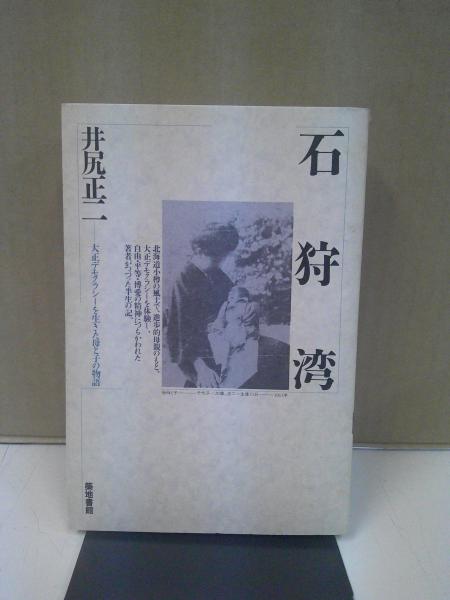 石狩湾
北海道小樽の風土で、進歩的母親のもと、
大正デモクラシーを体験し、
自由・平等・博愛の精神につちかわれた
著者がつづる半生の記。
井尻正二
大正デモクラシーを生きた母と子の物語
築地書館